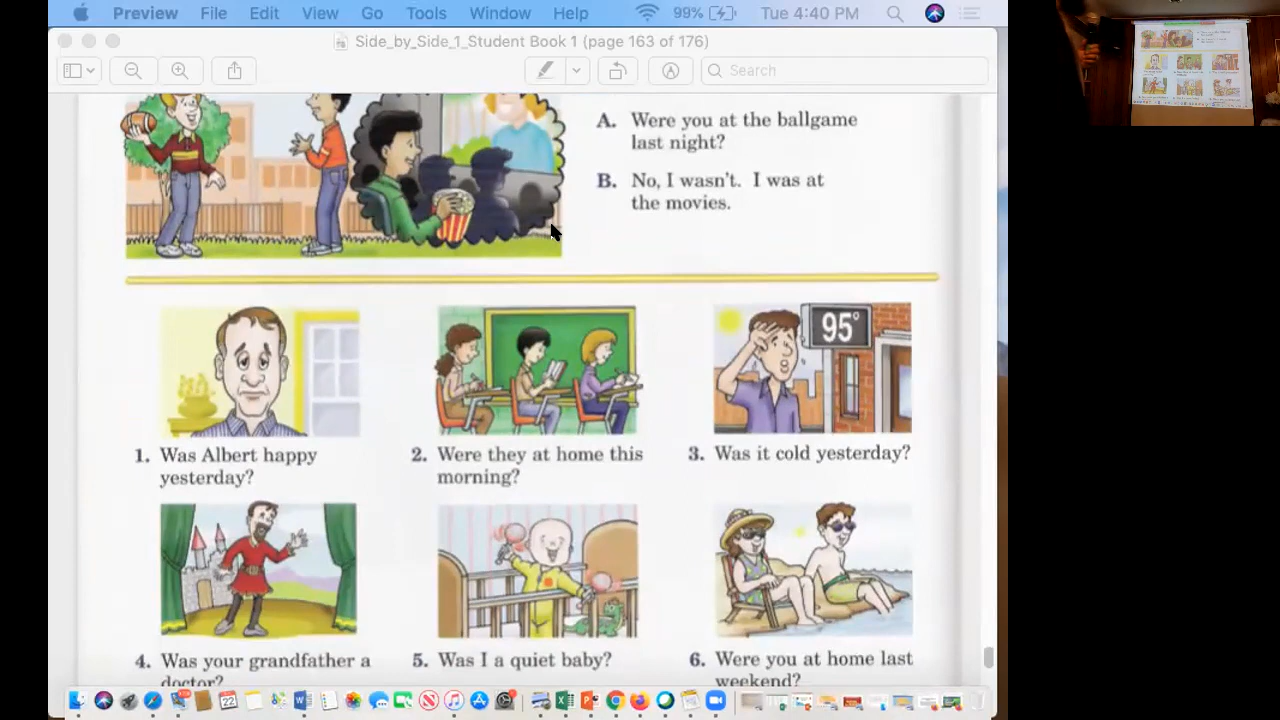 Preview File Edit View Go Tools Window Help 99% Tue 4:40 PM
Side_by_Side_1_Student Book 1 (page 163 of 176)
Search
A. Were you at the ballgame
last night?
B. No, I wasn't. I was at
the movies.
95°
1. Was Albert happy
yesterday?
2. Were they at home this
morning?
3. Was it cold yesterday?
4. Was your grandfather a
doctor?
5. Was I a quiet baby?
6. Were you at home last
weekend?